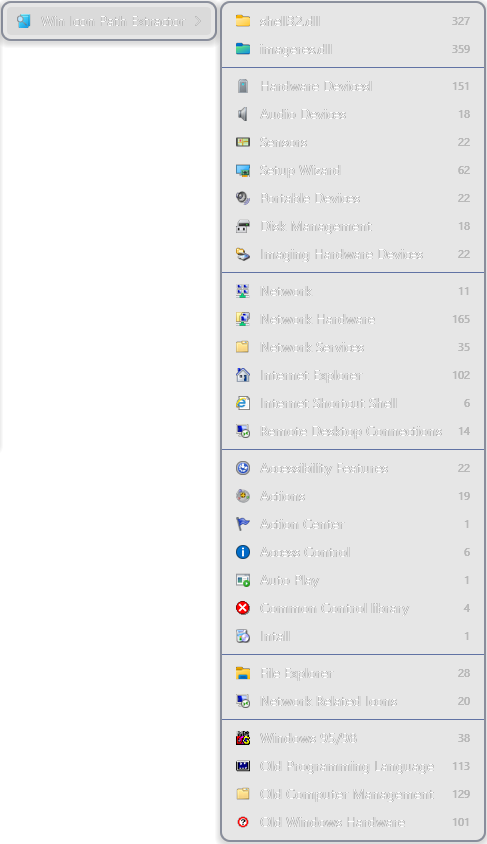 Win Icon Path Extractor
shell32.dll 327
imageres.dll 359
Hardware Deviced 151
Audio Devices 18
Sensors 22
Setup Wizard 62
Portable Devices 22
Disk Management 18
Imaging Hardware Devices 22
Network 11
Network Hardware 165
Network Services 35
Internet Explorer 102
Internet Shortcut Shell 6
Remote Desktop Connections 14
Accessibility Features 22
Actions 19
Action Center 1
Access Control 6
Auto Play 1
Common Control library 4
Intell 1
File Explorer 28
Network Related Icons 20
Windows 95/98 38
Old Programming Language 113
Old Computer Management 129
Old Windows Hardware 101